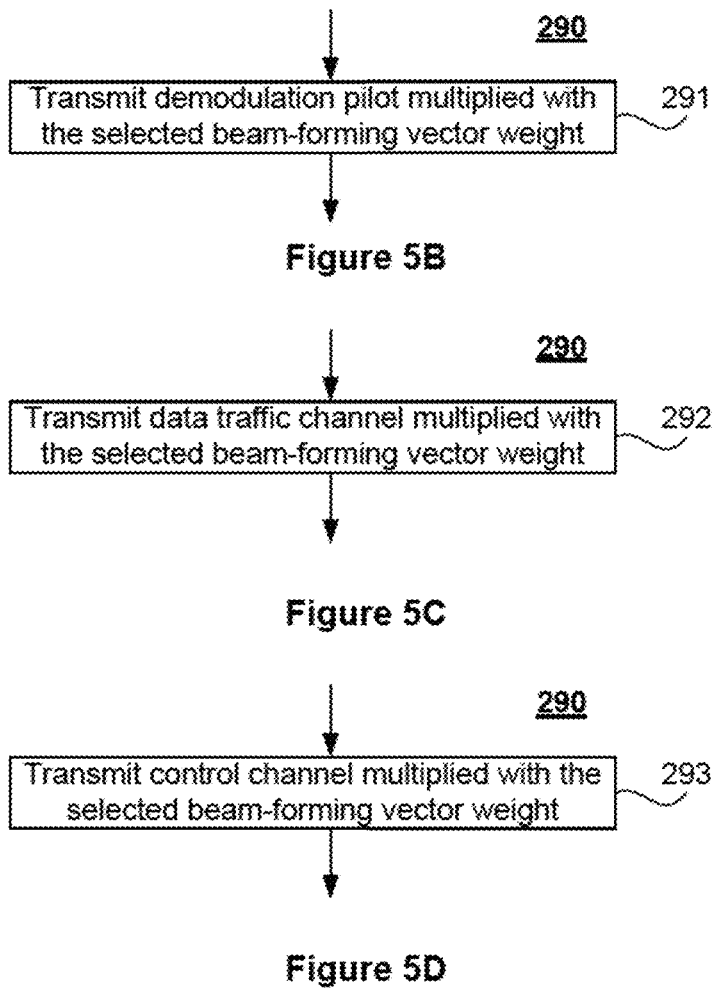 290
Transmit demodulation pilot multiplied with
the selected beam-forming vector weight
291
Figure 5B
290
Transmit data traffic channel multiplied with
the selected beam-forming vector weight
292
Figure 5C
290
Transmit control channel multiplied with the
selected beam-forming vector weight
293
Figure 5D